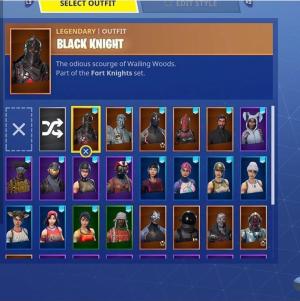 SELECT OUTFIT
EDIT STYLE
LEGENDARY | OUTFIT
BLACK KNIGHT
The odious scourge of Wailing Woods.
Part of the Fort Knights set.